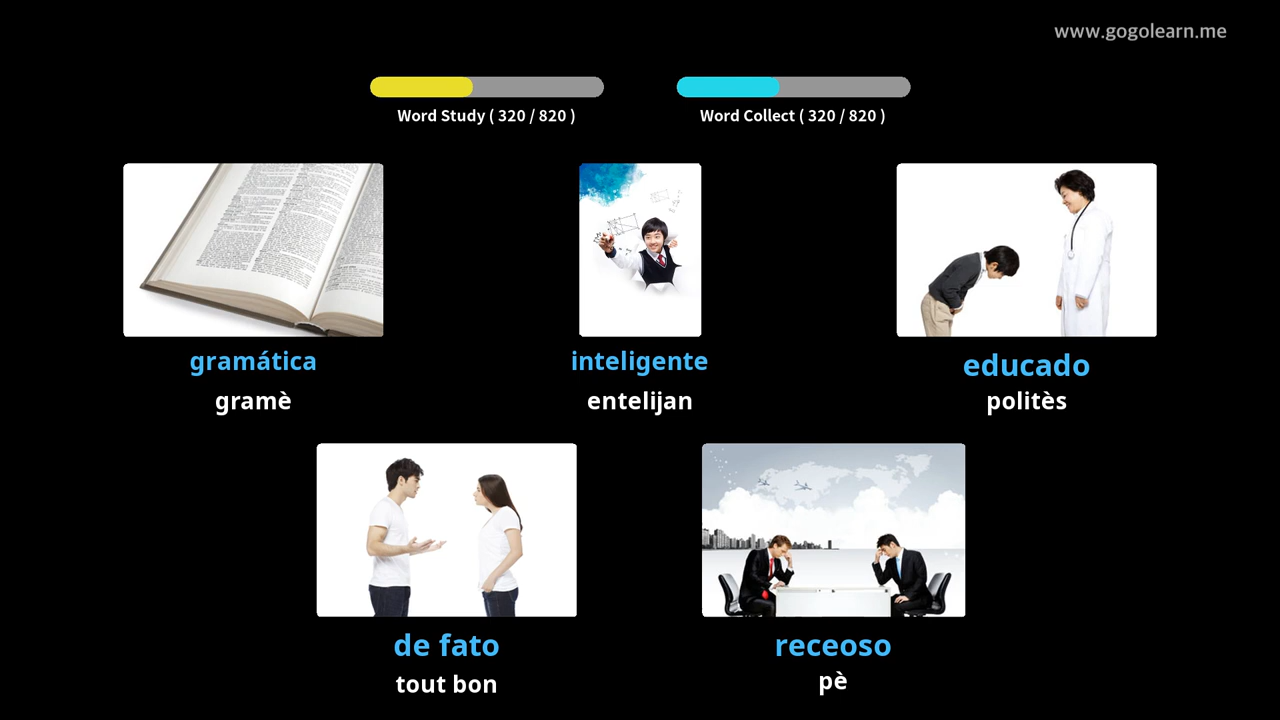 www.gogolearn.me
Word Study ( 320 / 820 )
Word Collect ( 320 / 820 )
gramática
gramè
inteligente
entelijan
educado
politès
de fato
tout bon
receoso
pè